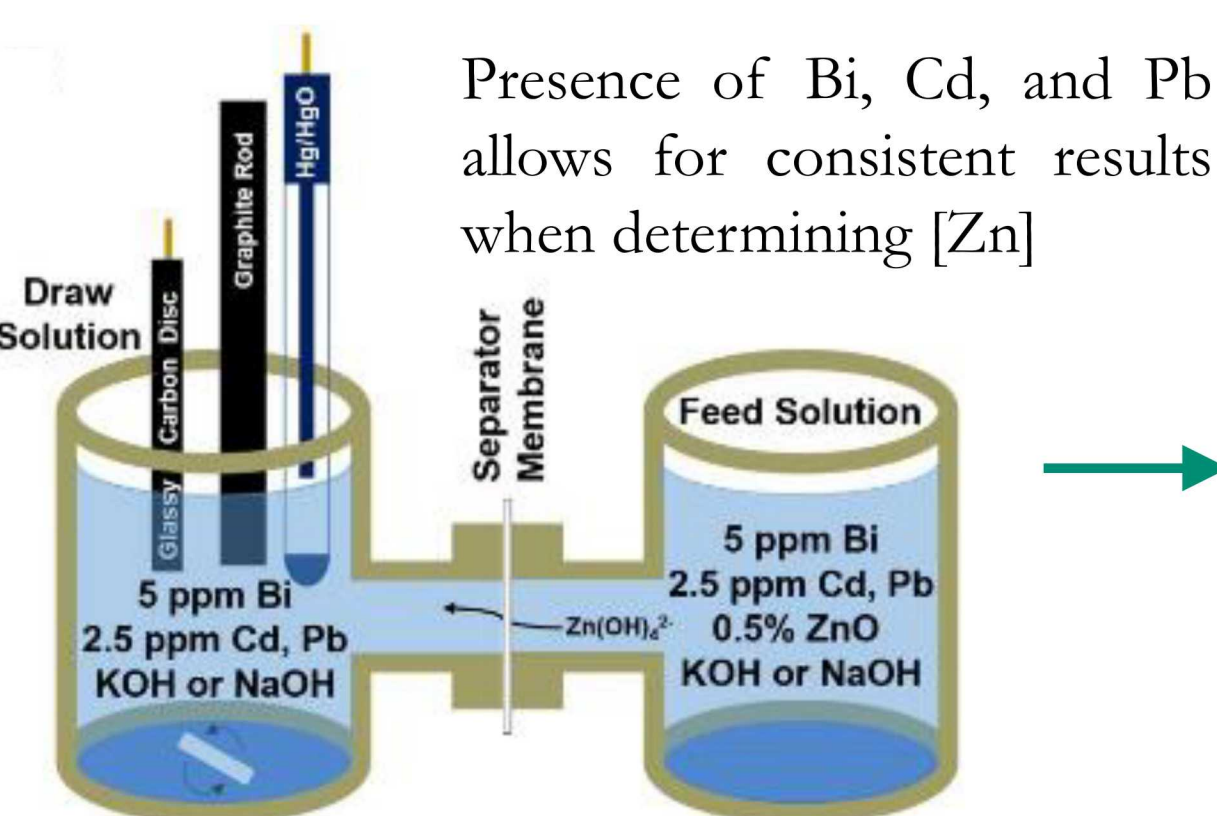 Presence of Bi, Cd, and Pb
allows for consistent results
when determining [Zn]
Hg/HgO
Graphite Rod
Glassy Carbon Disc
Draw
Solution
Separator
Membrane
Feed Solution
5 ppm Bi
2.5 ppm Cd, Pb
KOH or NaOH
Zn(OH)₄²⁻
5 ppm Bi
2.5 ppm Cd, Pb
0.5% ZnO
KOH or NaOH